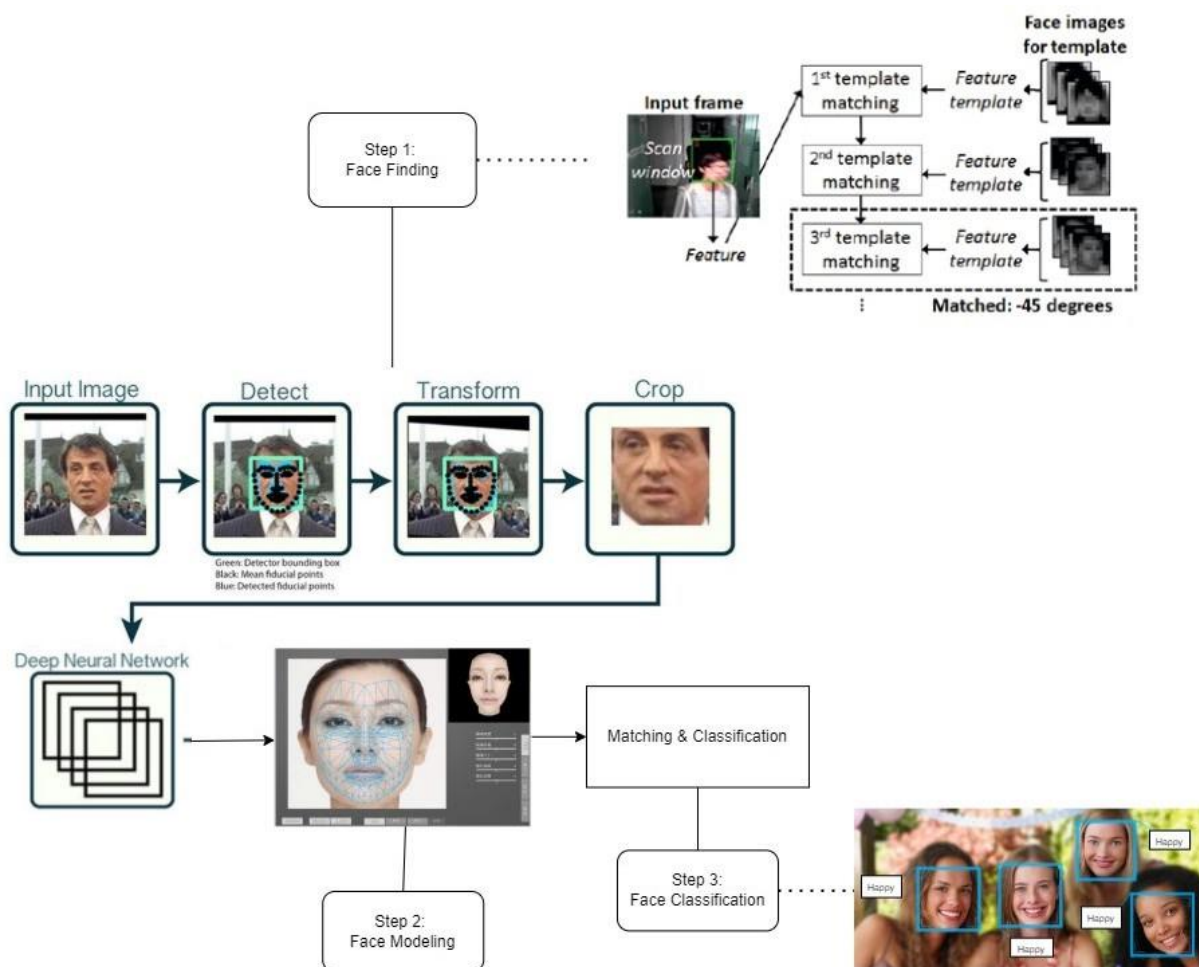 Face images
for template
1st template
matching
Feature
template
Input frame
Scan
window
Feature
2nd template
matching
Feature
template
3rd template
matching
Feature
template
Matched: -45 degrees
Step 1:
Face Finding
Input Image
Detect
Transform
Crop
Green: Detector bounding box
Black: Mean fiducial points
Blue: Detected fiducial points
Deep Neural Network
Matching & Classification
Step 2:
Face Modeling
Step 3:
Face Classification
Happy
Happy
Happy
Happy